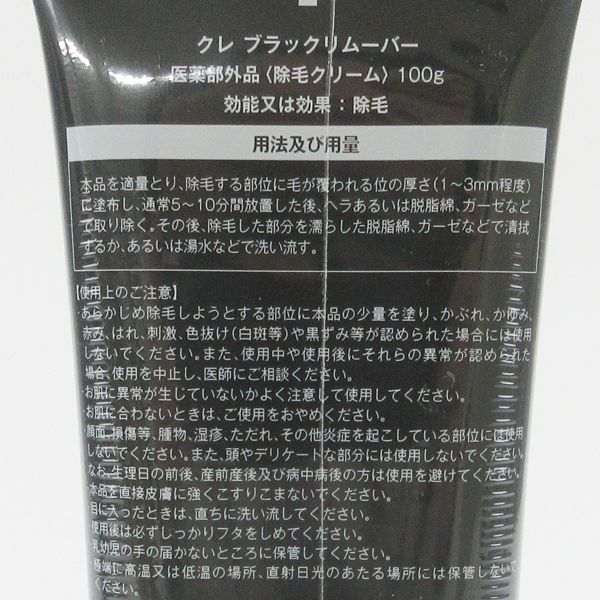 クレ ブラックリムーバー
医薬部外品〈除毛クリーム〉100g
効能又は効果：除毛
用法及び用量
本品を適量とり、除毛する部位に毛が覆われる位の厚さ(1〜3mm程度)
に塗布し、通常5〜10分間放置した後、ヘラあるいは脱脂綿、ガーゼなど
で取り除く。その後、除毛した部分を濡らした脱脂綿、ガーゼなどで清拭
するか、あるいは湯水などで洗い流す。
【使用上のご注意】
・あらかじめ除毛しようとする部位に本品の少量を塗り、かぶれ、かゆみ、
赤み、はれ、刺激、色抜け(白斑等)や黒ずみ等が認められた場合には使用
しないでください。また、使用中や使用後にそれらの異常が認められた
場合、使用を中止し、医師にご相談ください。
・お肌に異常が生じていないかよく注意して使用してください。
・お肌に合わないときは、ご使用をおやめください。
・顔面、損傷等、腫物、湿疹、ただれ、その他炎症を起こしている部位には使用
しないでください。また、頭やデリケートな部分には使用しないでください。
なお、生理日の前後、産前産後及び病中病後の方は使用を避けてください。
・本品を直接皮膚に強くこすりこまないでください。
・目に入ったときは、直ちに洗い流してください。
・使用後は必ずしっかりフタをしめてください。
・乳幼児の手の届かないところに保管してください。
・極端に高温又は低温の場所、直射日光のあたる場所には保管しないで
ください。